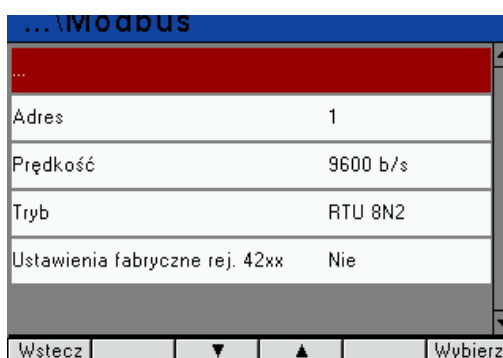 ...\Modbus
...
Adres 1
Prędkość 9600 b/s
Tryb RTU 8N2
Ustawienia fabryczne rej. 42xx Nie
Wstecz ▼ ▲ Wybierz